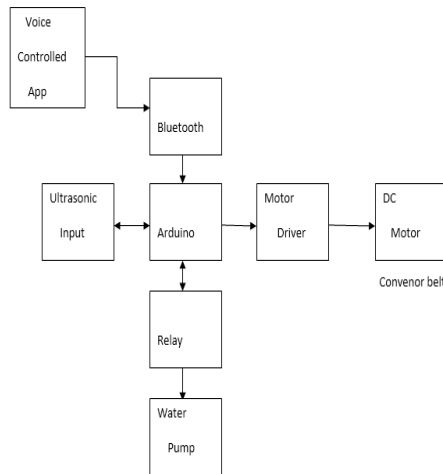 Voice
Controlled
App
Bluetooth
Ultrasonic
Input
Arduino
Motor
Driver
DC
Motor
Convenor belt
Relay
Water
Pump